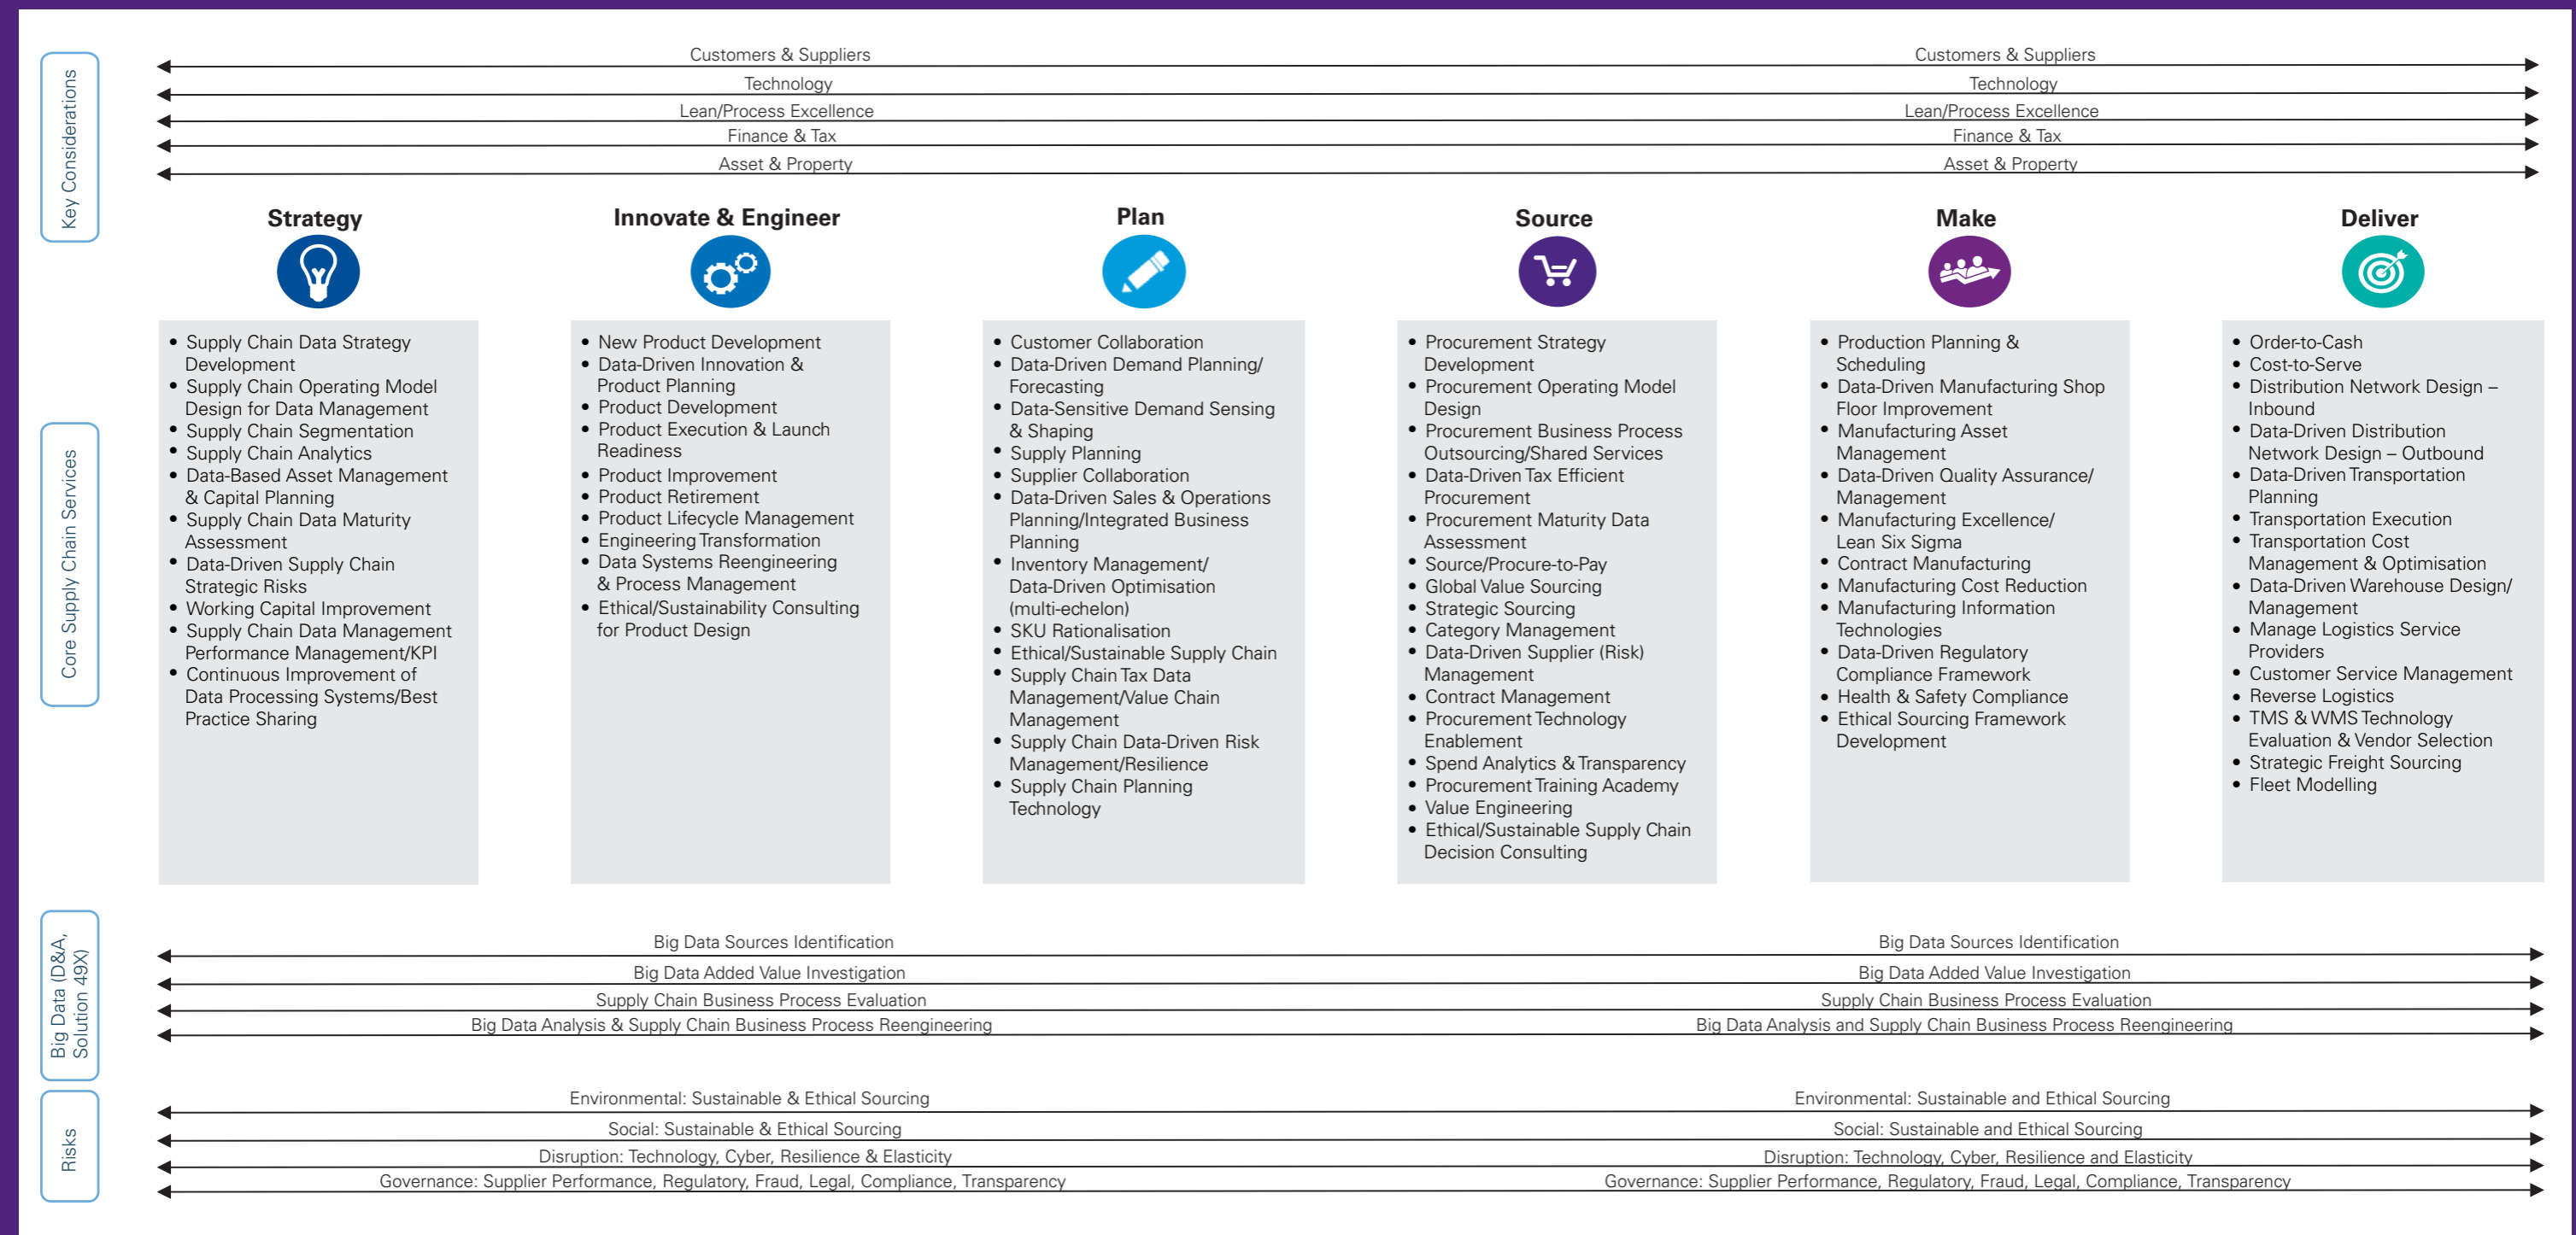 Key Considerations
Customers & Suppliers
Customers & Suppliers
Technology
Technology
Lean/Process Excellence
Lean/Process Excellence
Finance & Tax
Finance & Tax
Asset & Property
Asset & Property
Core Supply Chain Services
Strategy
• Supply Chain Data Strategy
Development
• Supply Chain Operating Model
Design for Data Management
• Supply Chain Segmentation
• Supply Chain Analytics
• Data-Based Asset Management
& Capital Planning
• Supply Chain Data Maturity
Assessment
• Data-Driven Supply Chain
Strategic Risks
• Working Capital Improvement
• Supply Chain Data Management
Performance Management/KPI
• Continuous Improvement of
Data Processing Systems/Best
Practice Sharing
Innovate & Engineer
• New Product Development
• Data-Driven Innovation &
Product Planning
• Product Development
• Product Execution & Launch
Readiness
• Product Improvement
• Product Retirement
• Product Lifecycle Management
• Engineering Transformation
• Data Systems Reengineering
& Process Management
• Ethical/Sustainability Consulting
for Product Design
Plan
• Customer Collaboration
• Data-Driven Demand Planning/
Forecasting
• Data-Sensitive Demand Sensing
& Shaping
• Supply Planning
• Supplier Collaboration
• Data-Driven Sales & Operations
Planning/Integrated Business
Planning
• Inventory Management/
Data-Driven Optimisation
(multi-echelon)
• SKU Rationalisation
• Ethical/Sustainable Supply Chain
• Supply Chain Tax Data
Management/Value Chain
Management
• Supply Chain Data-Driven Risk
Management/Resilience
• Supply Chain Planning
Technology
Source
• Procurement Strategy
Development
• Procurement Operating Model
Design
• Procurement Business Process
Outsourcing/Shared Services
• Data-Driven Tax Efficient
Procurement
• Procurement Maturity Data
Assessment
• Source/Procure-to-Pay
• Global Value Sourcing
• Strategic Sourcing
• Category Management
• Data-Driven Supplier (Risk)
Management
• Contract Management
• Procurement Technology
Enablement
• Spend Analytics & Transparency
• Procurement Training Academy
• Value Engineering
• Ethical/Sustainable Supply Chain
Decision Consulting
Make
• Production Planning &
Scheduling
• Data-Driven Manufacturing Shop
Floor Improvement
• Manufacturing Asset
Management
• Data-Driven Quality Assurance/
Management
• Manufacturing Excellence/
Lean Six Sigma
• Contract Manufacturing
• Manufacturing Cost Reduction
• Manufacturing Information
Technologies
• Data-Driven Regulatory
Compliance Framework
• Health & Safety Compliance
• Ethical Sourcing Framework
Development
Deliver
• Order-to-Cash
• Cost-to-Serve
• Distribution Network Design –
Inbound
• Data-Driven Distribution
Network Design – Outbound
• Data-Driven Transportation
Planning
• Transportation Execution
• Transportation Cost
Management & Optimisation
• Data-Driven Warehouse Design/
Management
• Manage Logistics Service
Providers
• Customer Service Management
• Reverse Logistics
• TMS & WMS Technology
Evaluation & Vendor Selection
• Strategic Freight Sourcing
• Fleet Modelling
Big Data (D&A,
Solution 49X)
Big Data Sources Identification
Big Data Sources Identification
Big Data Added Value Investigation
Big Data Added Value Investigation
Supply Chain Business Process Evaluation
Supply Chain Business Process Evaluation
Big Data Analysis & Supply Chain Business Process Reengineering
Big Data Analysis and Supply Chain Business Process Reengineering
Risks
Environmental: Sustainable & Ethical Sourcing
Environmental: Sustainable and Ethical Sourcing
Social: Sustainable & Ethical Sourcing
Social: Sustainable and Ethical Sourcing
Disruption: Technology, Cyber, Resilience & Elasticity
Disruption: Technology, Cyber, Resilience and Elasticity
Governance: Supplier Performance, Regulatory, Fraud, Legal, Compliance, Transparency
Governance: Supplier Performance, Regulatory, Fraud, Legal, Compliance, Transparency